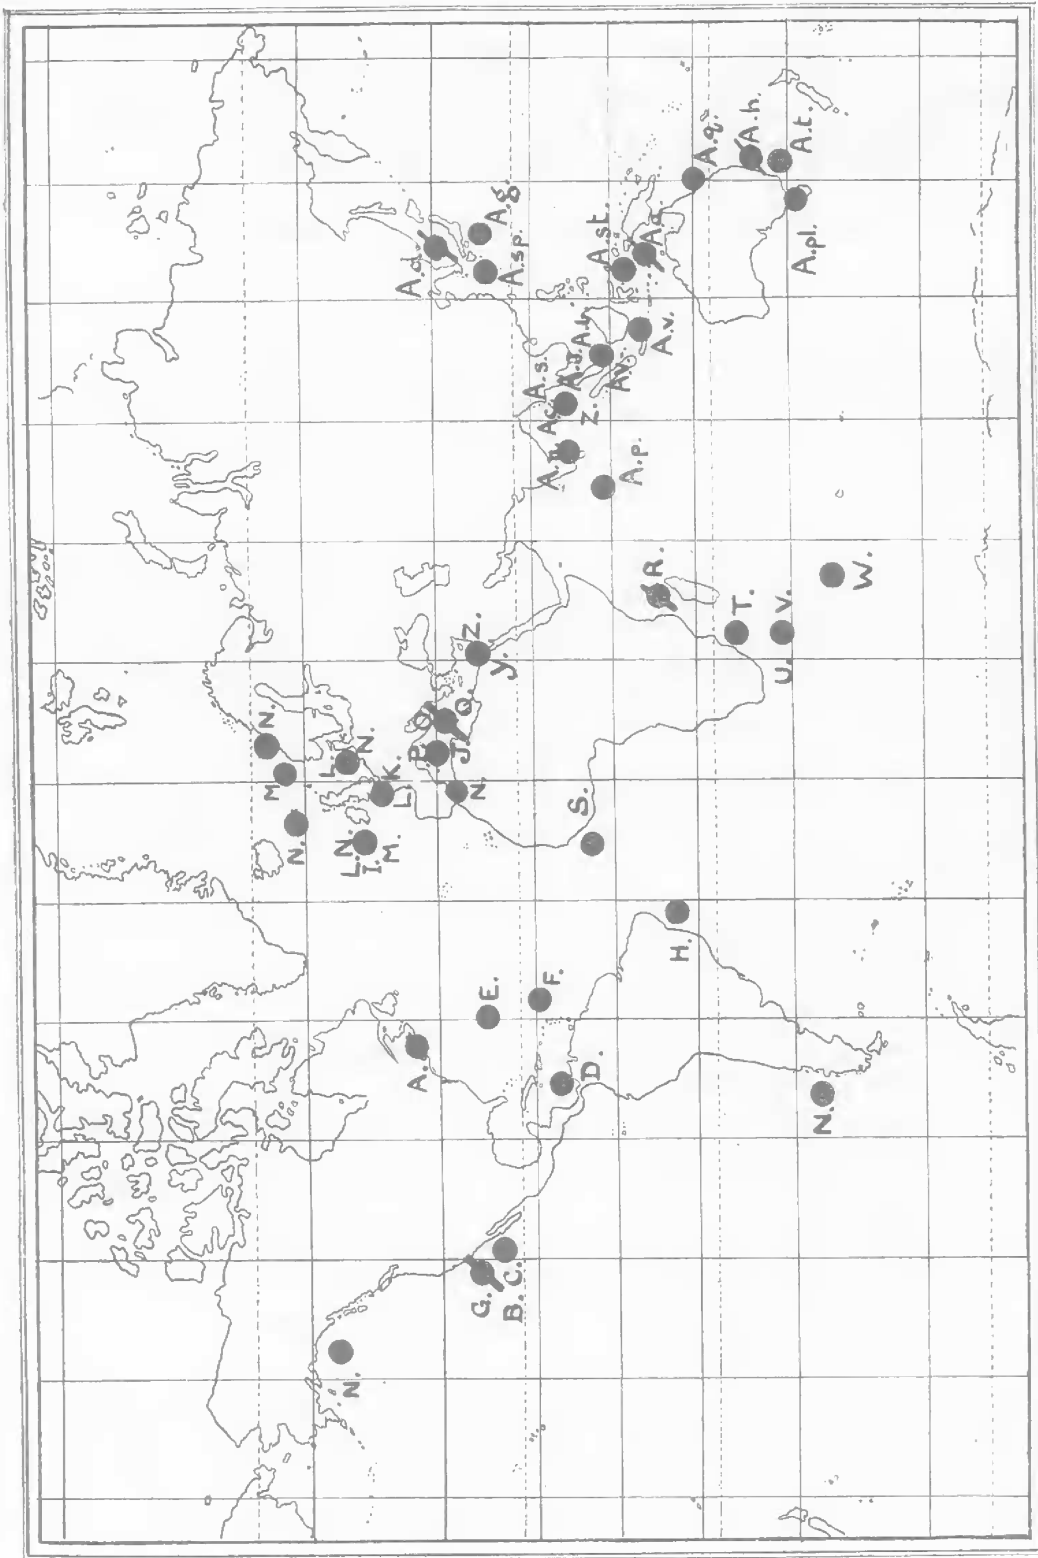 N.
M.
N.
L.
N.
L. N.
N.
I.
M.
K.
L.
A.d.
A.
P.
Q
J.
Q.
Z.
N.
G.
E.
A.g.
y.
C.
B.
A.sp.
A.s.
F.
S.
Z.
D.
A.st.
A.v.
A.p.
R.
A.v.
H.
A.q.
T.
A.h.
U.
V.
A.t.
A.pl.
N.
W.